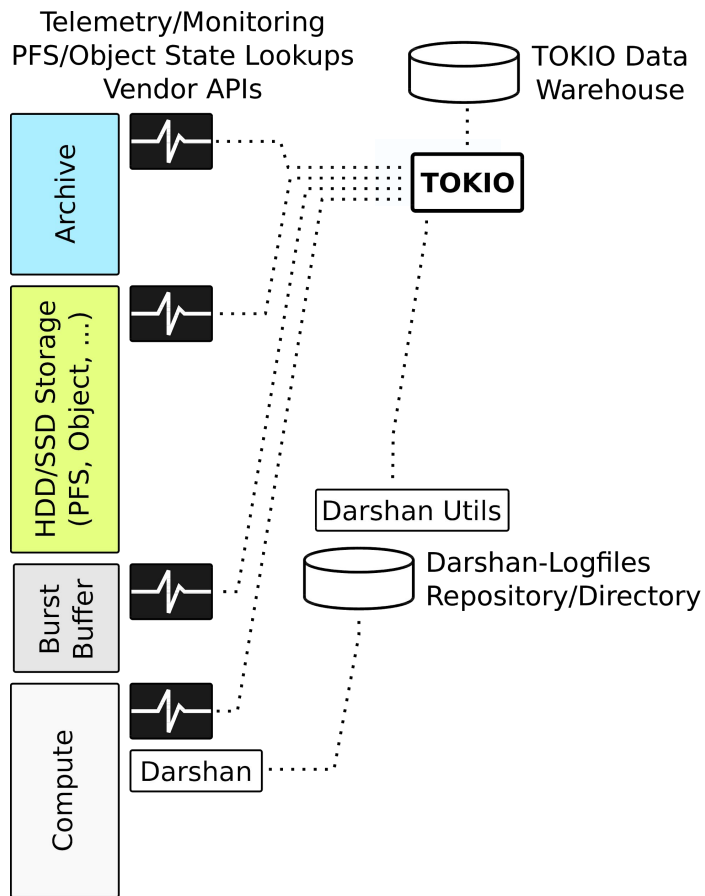 Telemetry/Monitoring
PFS/Object State Lookups
Vendor APIs
TOKIO Data
Warehouse
TOKIO
Archive
HDD/SSD Storage
(PFS, Object, ...)
Darshan Utils
Darshan-Logfiles
Repository/Directory
Burst
Buffer
Compute
Darshan